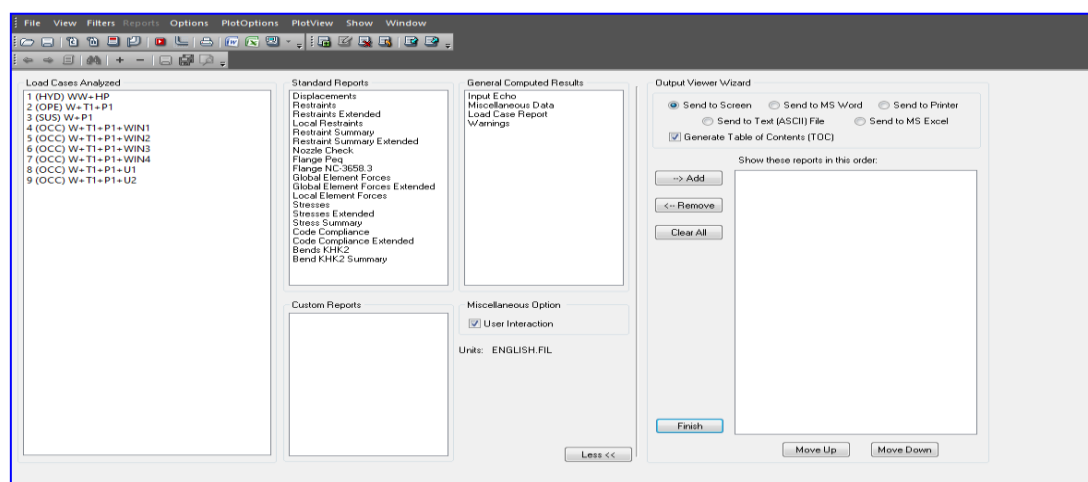 File View Filters Reports Options PlotOptions PlotView Show Window
Load Cases Analyzed
1 (HYD) WW+HP
2 (OPE) W+T1+P1
3 (SUS) W+P1
4 (OCC) W+T1+P1+WIN1
5 (OCC) W+T1+P1+WIN2
6 (OCC) W+T1+P1+WIN3
7 (OCC) W+T1+P1+WIN4
8 (OCC) W+T1+P1+U1
9 (OCC) W+T1+P1+U2
Standard Reports
Displacements
Restraints
Restraints Extended
Local Restraints
Restraint Summary
Restraint Summary Extended
Nozzle Check
Flange Peq
Flange NC-3658.3
Global Element Forces
Global Element Forces Extended
Local Element Forces
Stresses
Stresses Extended
Stress Summary
Code Compliance
Code Compliance Extended
Bends KHK2
Bend KHK2 Summary
Custom Reports
General Computed Results
Input Echo
Miscellaneous Data
Load Case Report
Warnings
Miscellaneous Option
User Interaction
Units: ENGLISH.FIL
Less <<
Output Viewer Wizard
Send to Screen Send to MS Word Send to Printer
Send to Text (ASCII) File Send to MS Excel
Generate Table of Contents (TOC)
Show these reports in this order:
--> Add
<-- Remove
Clear All
Finish
Move Up Move Down